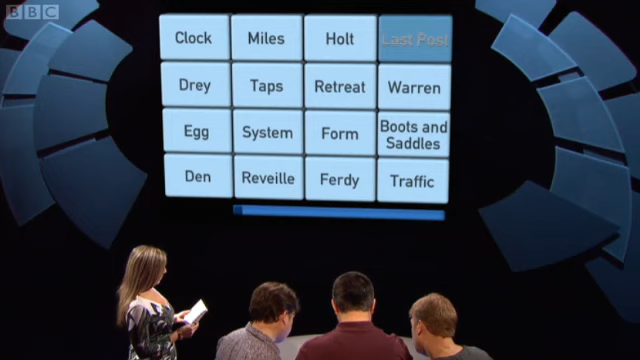 BBC
Clock Miles Holt Last Post
Drey Taps Retreat Warren
Egg System Form Boots and Saddles
Den Reveille Ferdy Traffic